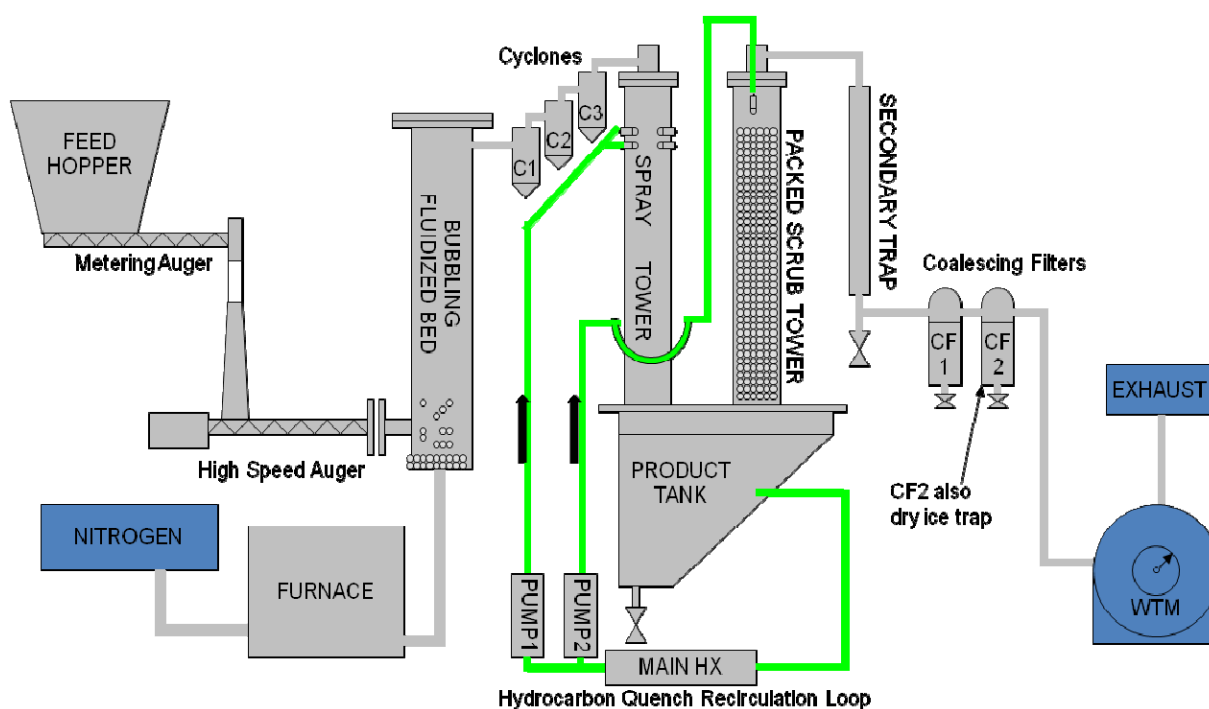 Cyclones
FEED
HOPPER
Metering Auger
High Speed Auger
NITROGEN
FURNACE
BUBBLING
FLUIDIZED BED
C1
C2
C3
SPRAY TOWER
PACKED SCRUB TOWER
SECONDARY TRAP
Coalescing Filters
CF
1
CF
2
CF2 also
dry ice trap
EXHAUST
WTM
PRODUCT
TANK
PUMP1
PUMP2
MAIN HX
Hydrocarbon Quench Recirculation Loop